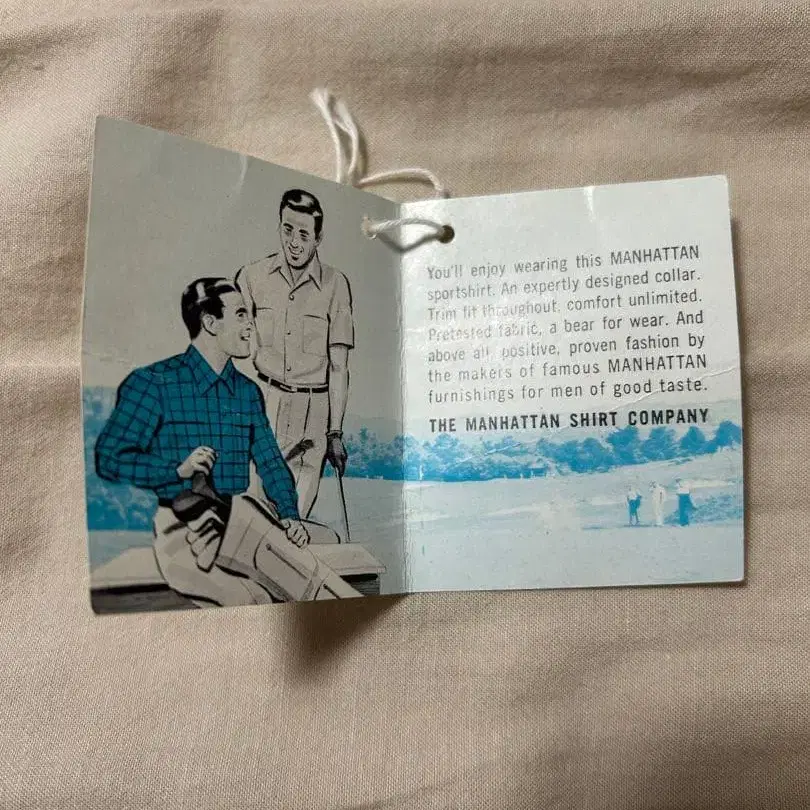 You'll enjoy wearing this MANHATTAN
sportshirt. An expertly designed collar.
Trim fit throughout, comfort unlimited.
Pretested fabric, a bear for wear. And
above all, positive, proven fashion by
the makers of famous MANHATTAN
furnishings for men of good taste.
THE MANHATTAN SHIRT COMPANY